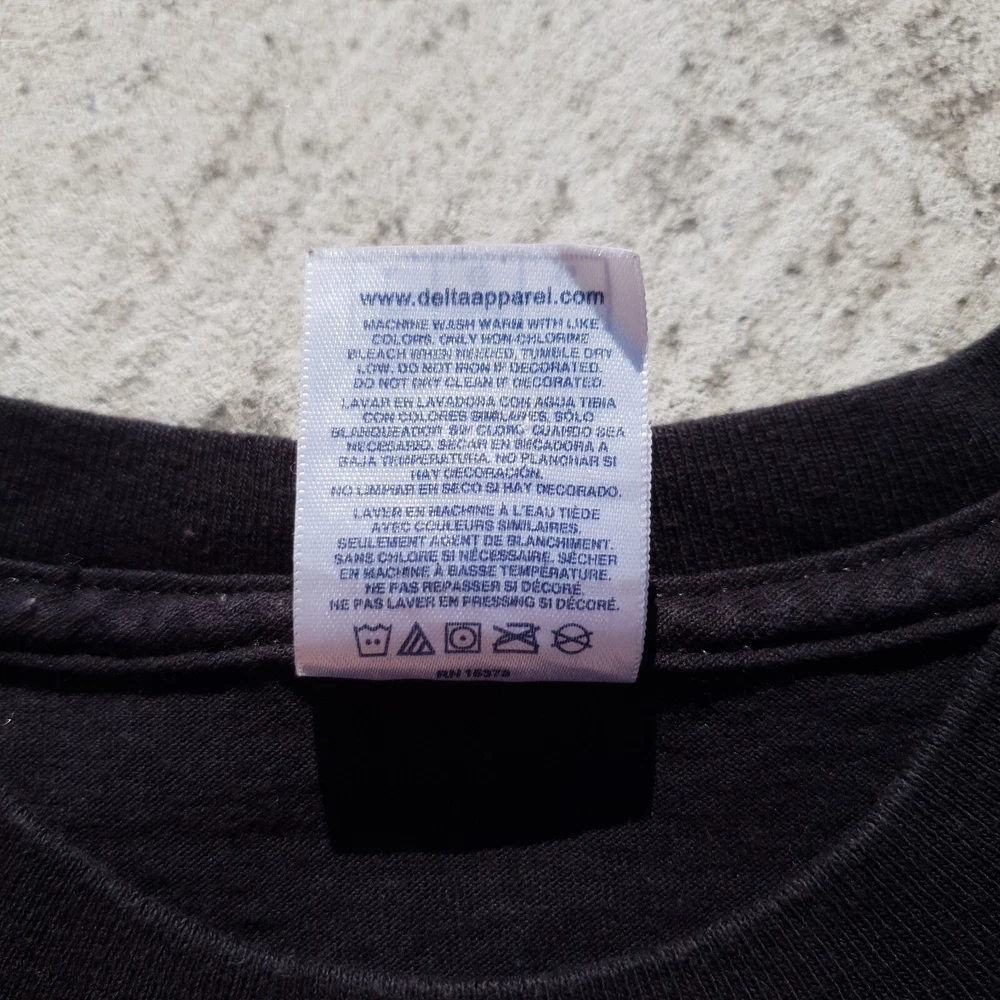 www.deltaapparel.com
MACHINE WASH WARM WITH LIKE
COLORS. ONLY NON-CHLORINE
BLEACH WHEN NEEDED. TUMBLE DRY
LOW. DO NOT IRON IF DECORATED.
DO NOT DRY CLEAN IF DECORATED.
LAVAR EN LAVADORA CON AGUA TIBIA
CON COLORES SIMILARES. SÓLO
BLANQUEADOR SIN CLORO, CUANDO SEA
NECESARIO. SECAR EN SECADORA A
BAJA TEMPERATURA. NO PLANCHAR SI
HAY DECORACIÓN.
NO LIMPIAR EN SECO SI HAY DECORADO.
LAVER EN MACHINE À L'EAU TIÈDE
AVEC COULEURS SIMILAIRES.
SEULEMENT AGENT DE BLANCHIMENT.
SANS CHLORE SI NÉCESSAIRE. SÉCHER
EN MACHINE À BASSE TEMPÉRATURE.
NE PAS REPASSER SI DÉCORÉ.
NE PAS LAVER EM PRESSING SI DÉCORÉ.
RN